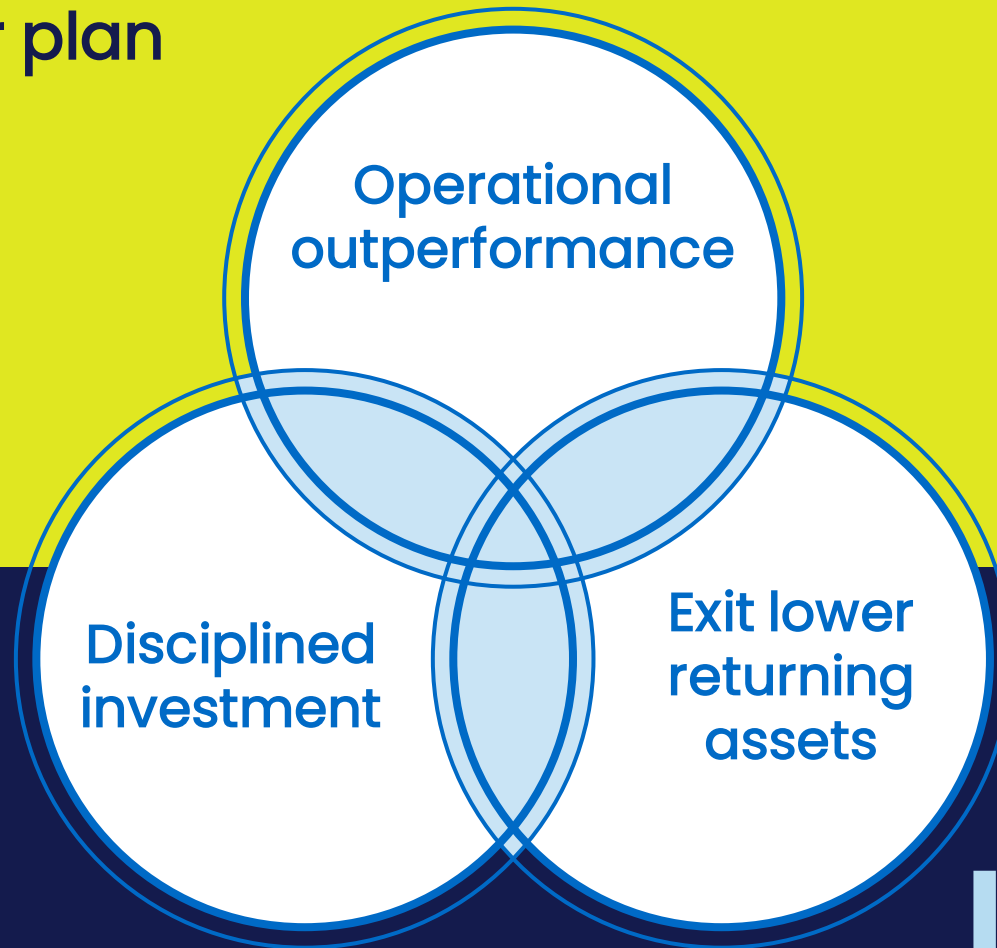 plan
Operational
outperformance
Disciplined
investment
Exit lower
returning
assets